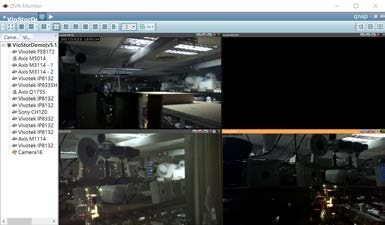 QVR-Monitor
VioStorDemo
qnap
Came...
Vi...
VioStorDemo(v5.1.
Vivotek FE8172
Axis M5014
Axis M3114 - 1
Axis M3114 - 2
Vivotek IP8132
Vivotek IP8335H
Axis Q1755
Vivotek IP8132
Vivotek IP8132
Sony CH120
Vivotek IP8332
Vivotek IP8132
Vivotek IP8132
Axis M1114
Vivotek IP8132
Camera16